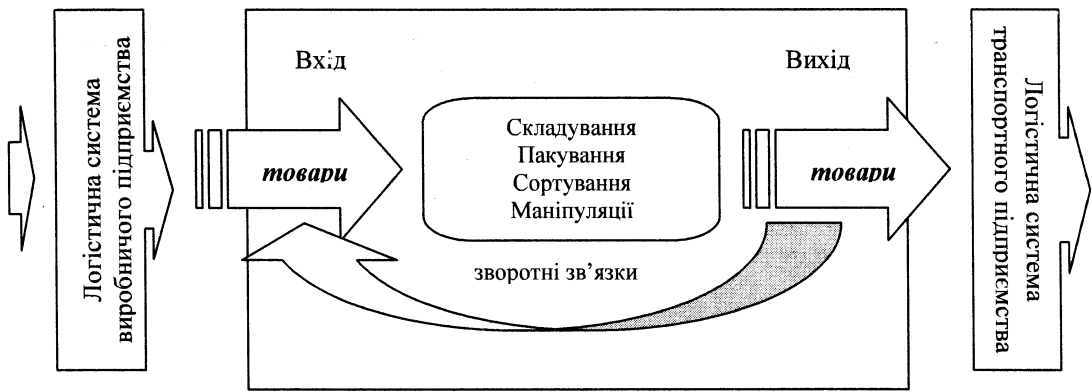 Логістична система
виробничого підприємства
Вхід
товари
Складування
Пакування
Сортування
Маніпуляції
зворотні зв’язки
Вихід
товари
Логістична система
транспортного підприємства